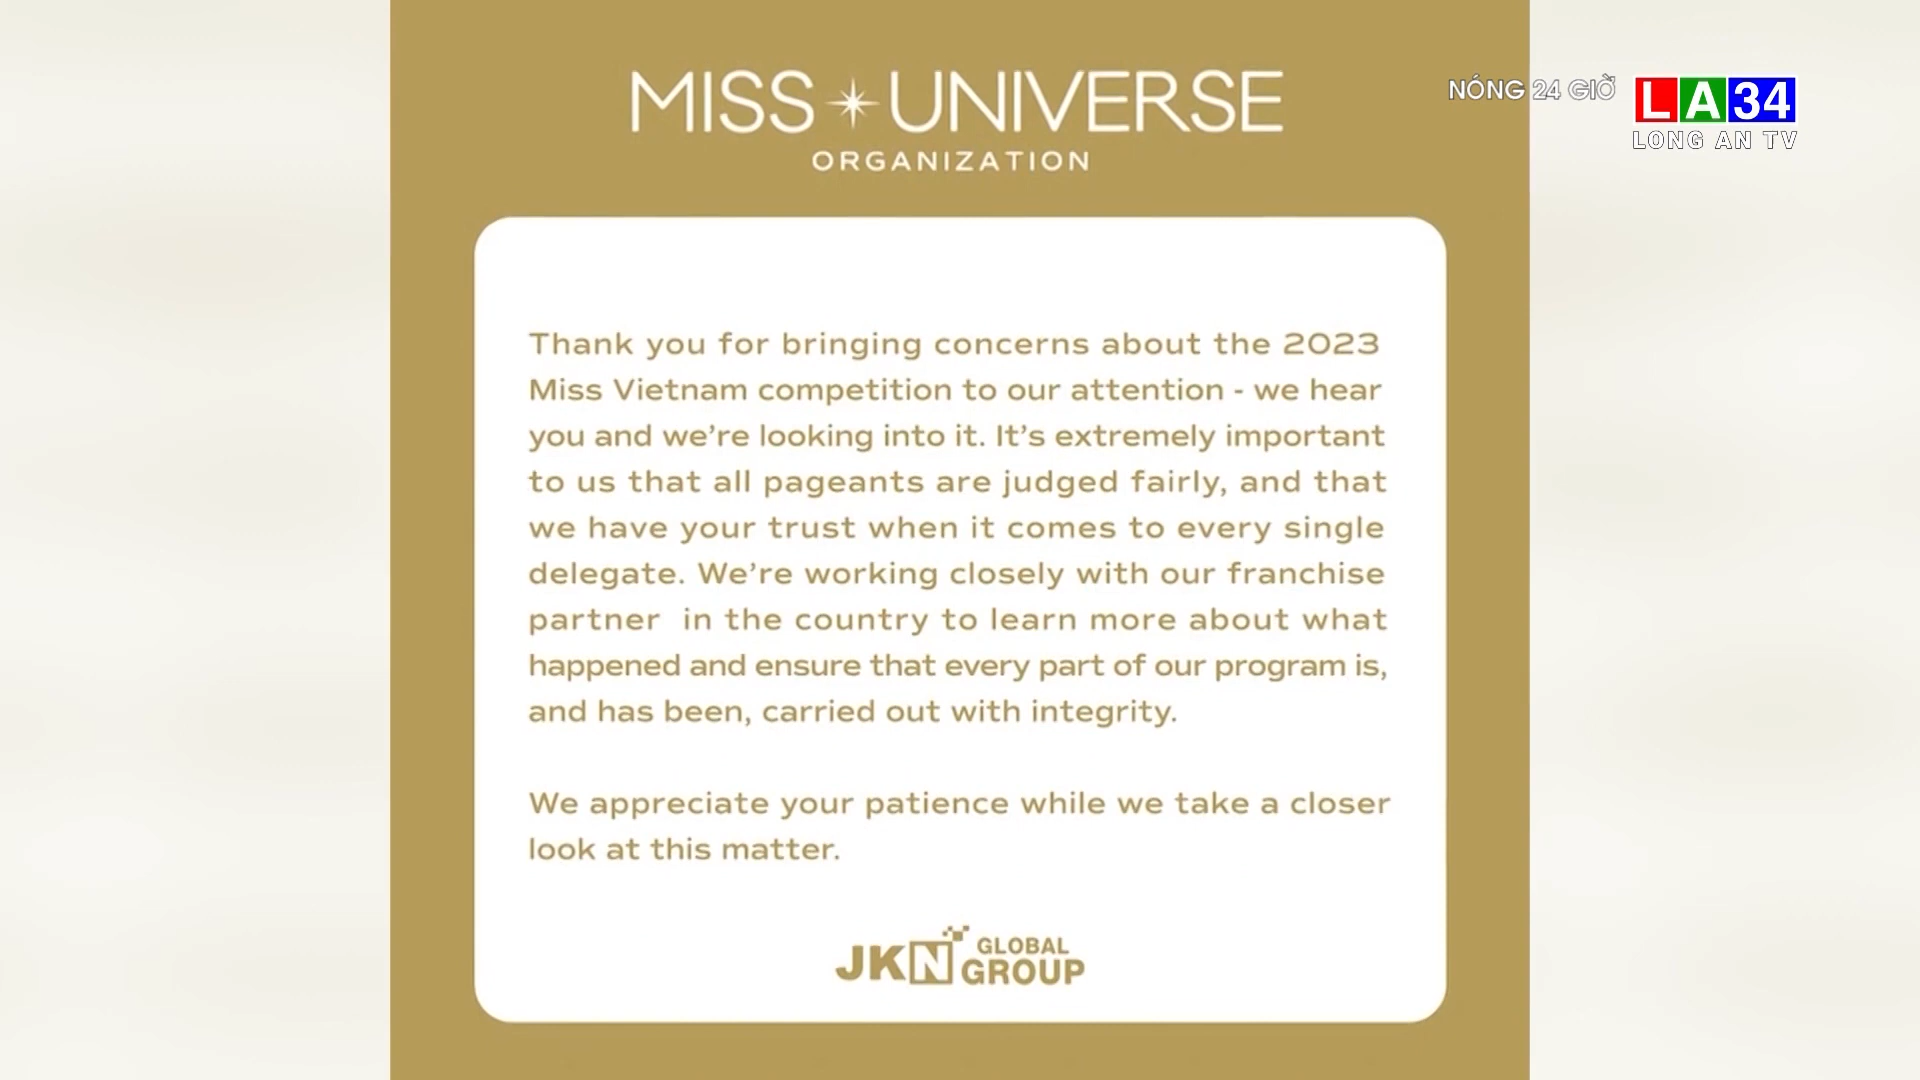 MISS UNIVERSE
ORGANIZATION
NÓNG 24 GIỜ
LA34
LONG AN TV
Thank you for bringing concerns about the 2023
Miss Vietnam competition to our attention - we hear
you and we’re looking into it. It’s extremely important
to us that all pageants are judged fairly, and that
we have your trust when it comes to every single
delegate. We’re working closely with our franchise
partner in the country to learn more about what
happened and ensure that every part of our program is,
and has been, carried out with integrity.
We appreciate your patience while we take a closer
look at this matter.
JKN GLOBAL
GROUP